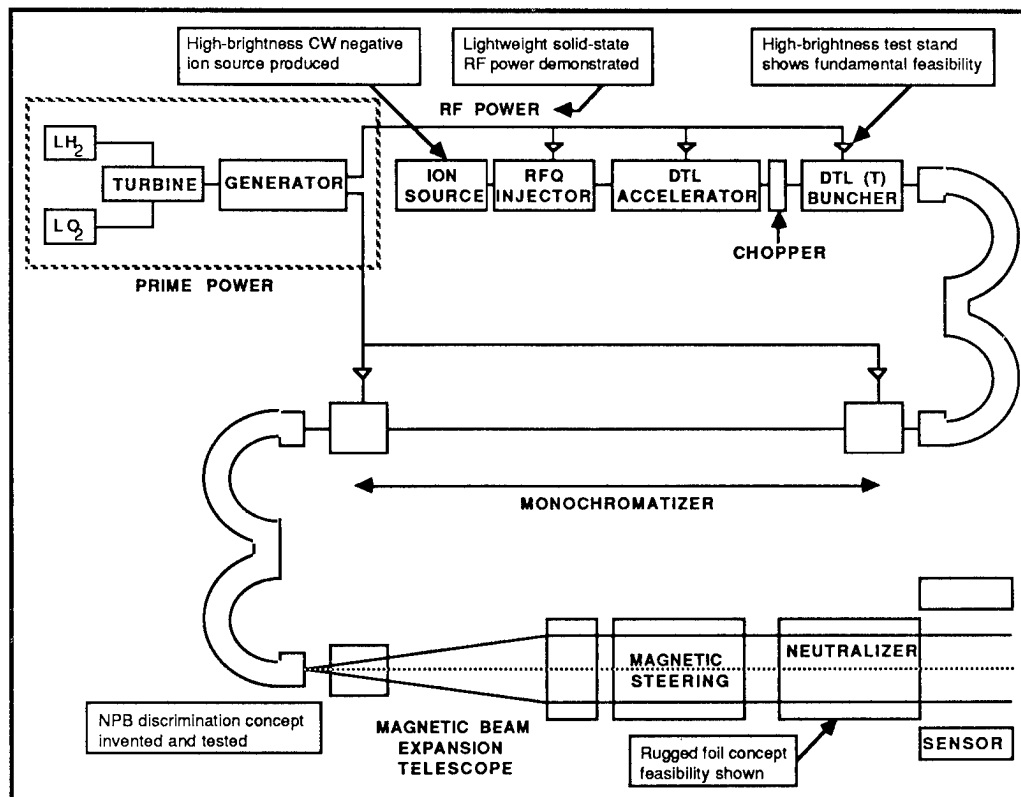 High-brightness CW negative
ion source produced
Lightweight solid-state
RF power demonstrated
High-brightness test stand
shows fundamental feasibility
RF POWER
LH2
LO2
TURBINE
GENERATOR
PRIME POWER
ION
SOURCE
RFQ
INJECTOR
DTL
ACCELERATOR
CHOPPER
DTL (T)
BUNCHER
MONOCHROMATIZER
NPB discrimination concept
invented and tested
MAGNETIC BEAM
EXPANSION
TELESCOPE
MAGNETIC
STEERING
NEUTRALIZER
Rugged foil concept
feasibility shown
SENSOR